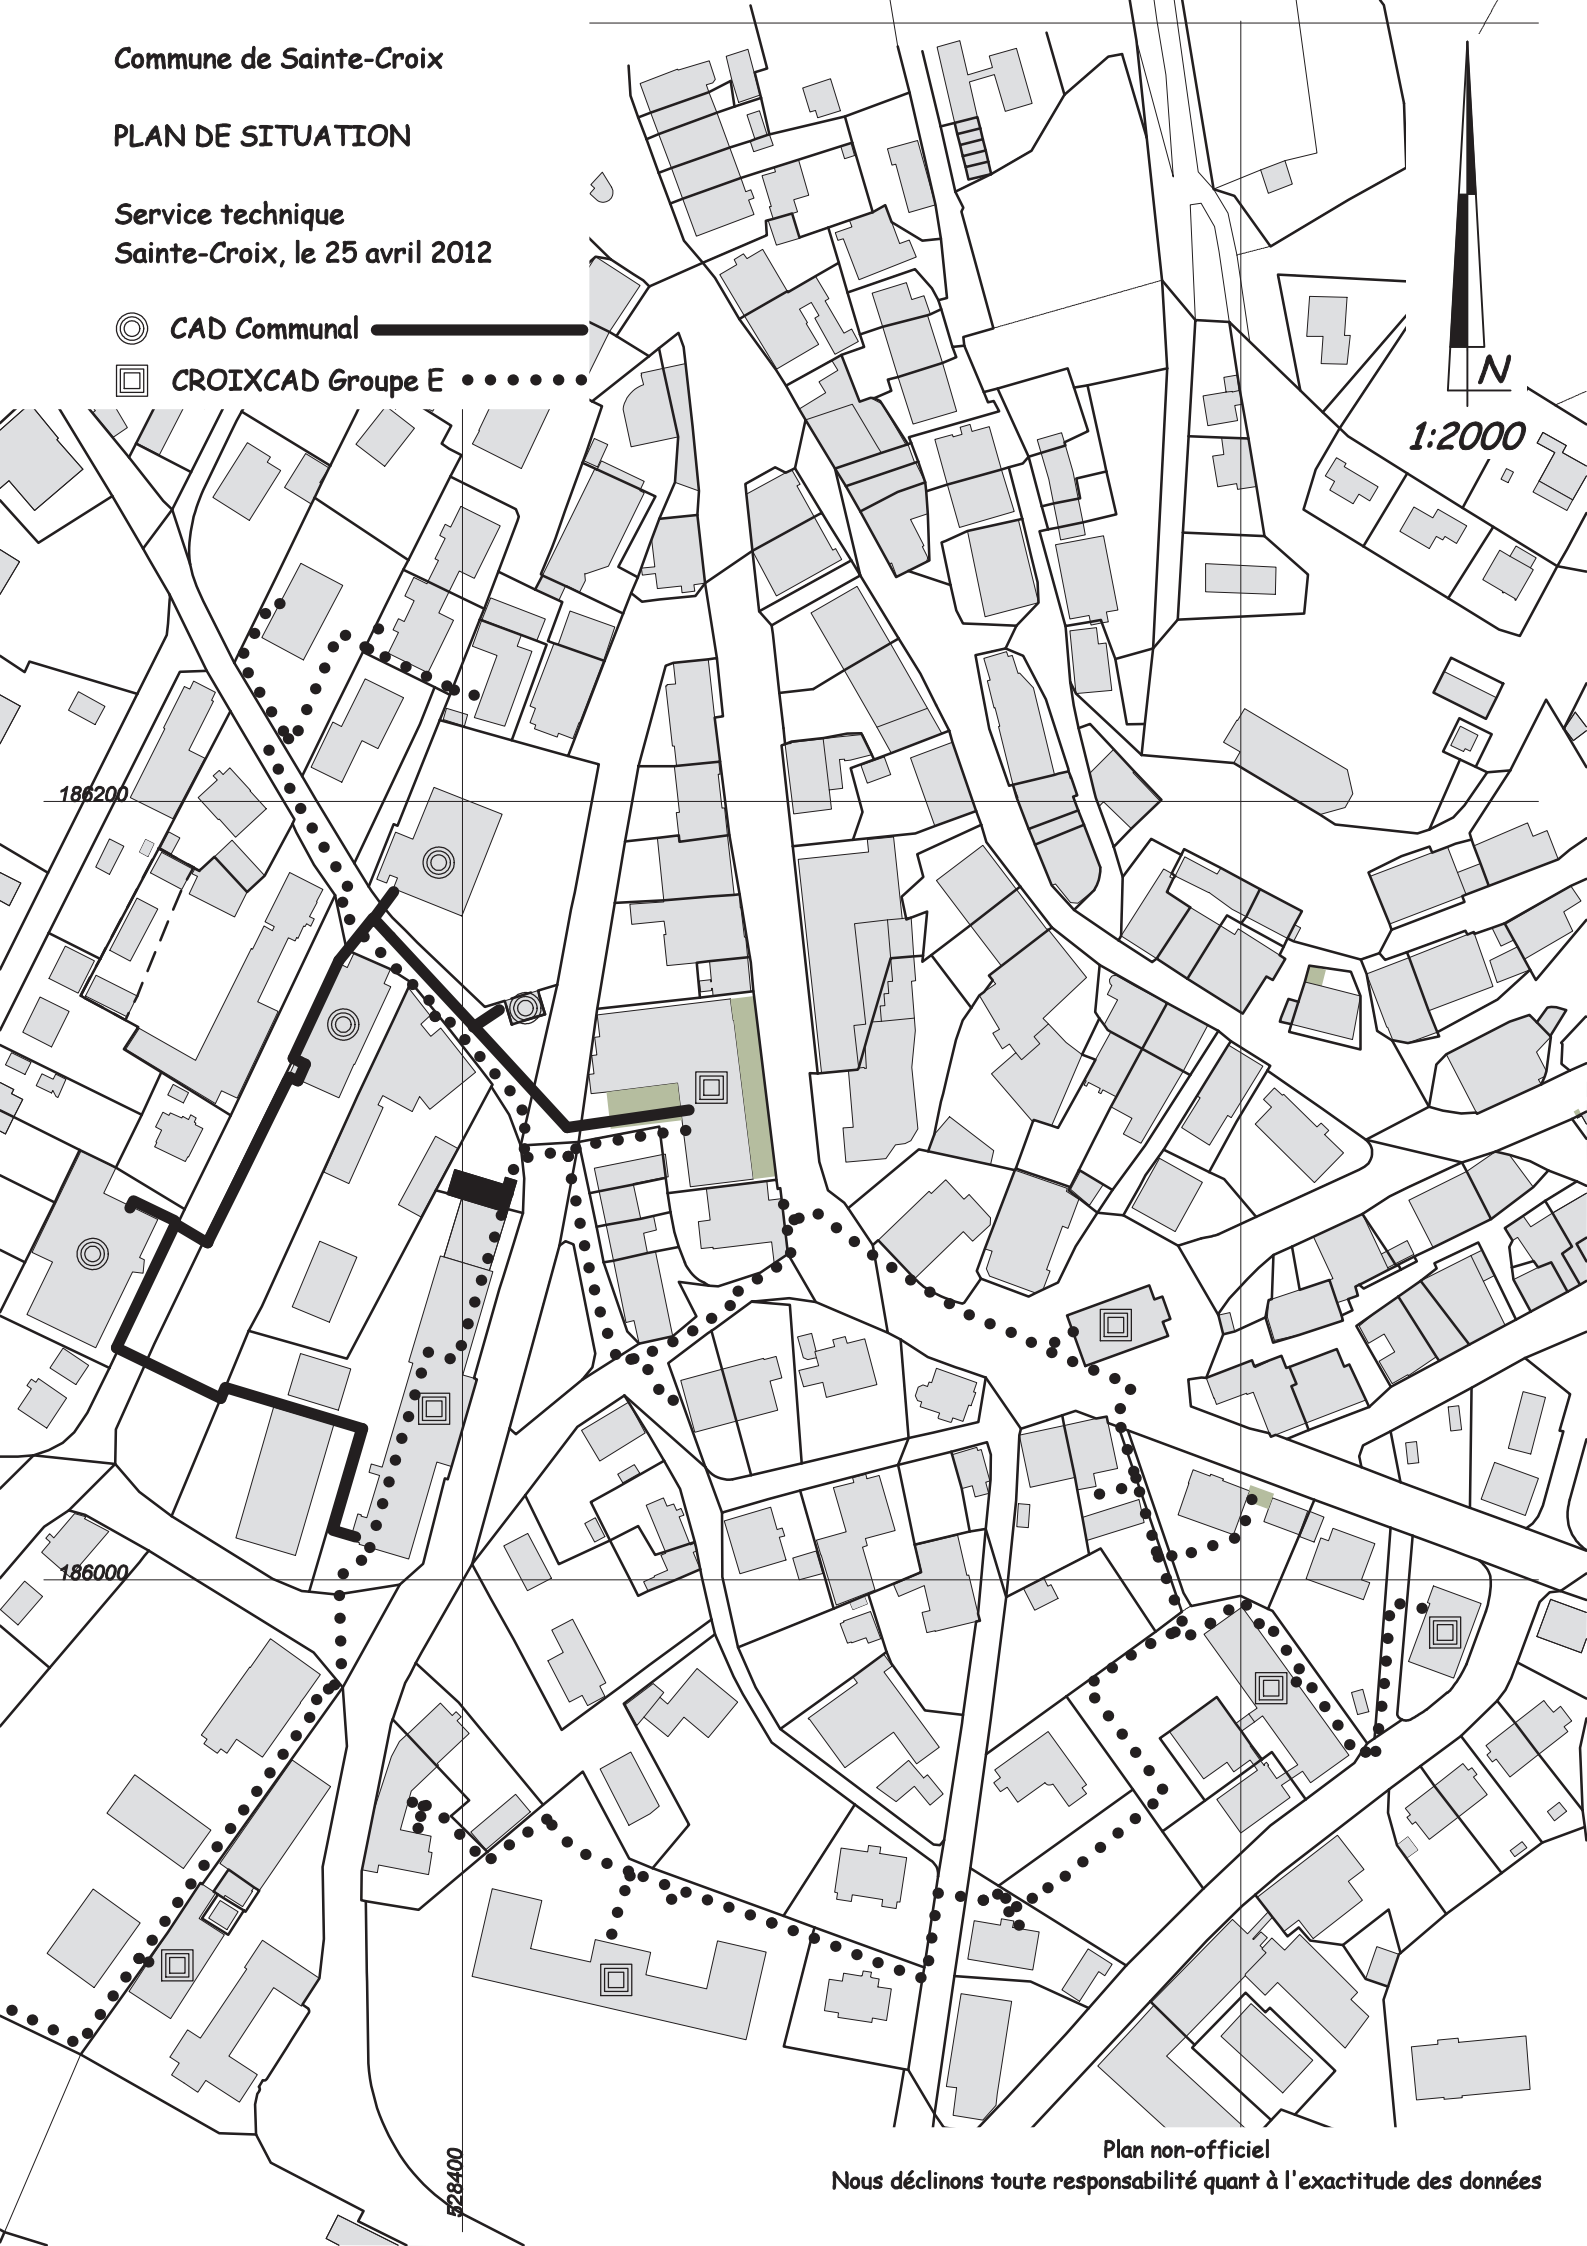 Commune de Sainte-Croix
PLAN DE SITUATION
Service technique
Sainte-Croix, le 25 avril 2012
CAD Communal
CROIXCAD Groupe E
N
1:2000
186200
186000
528400
Plan non-officiel
Nous déclinons toute responsabilité quant à l'exactitude des données